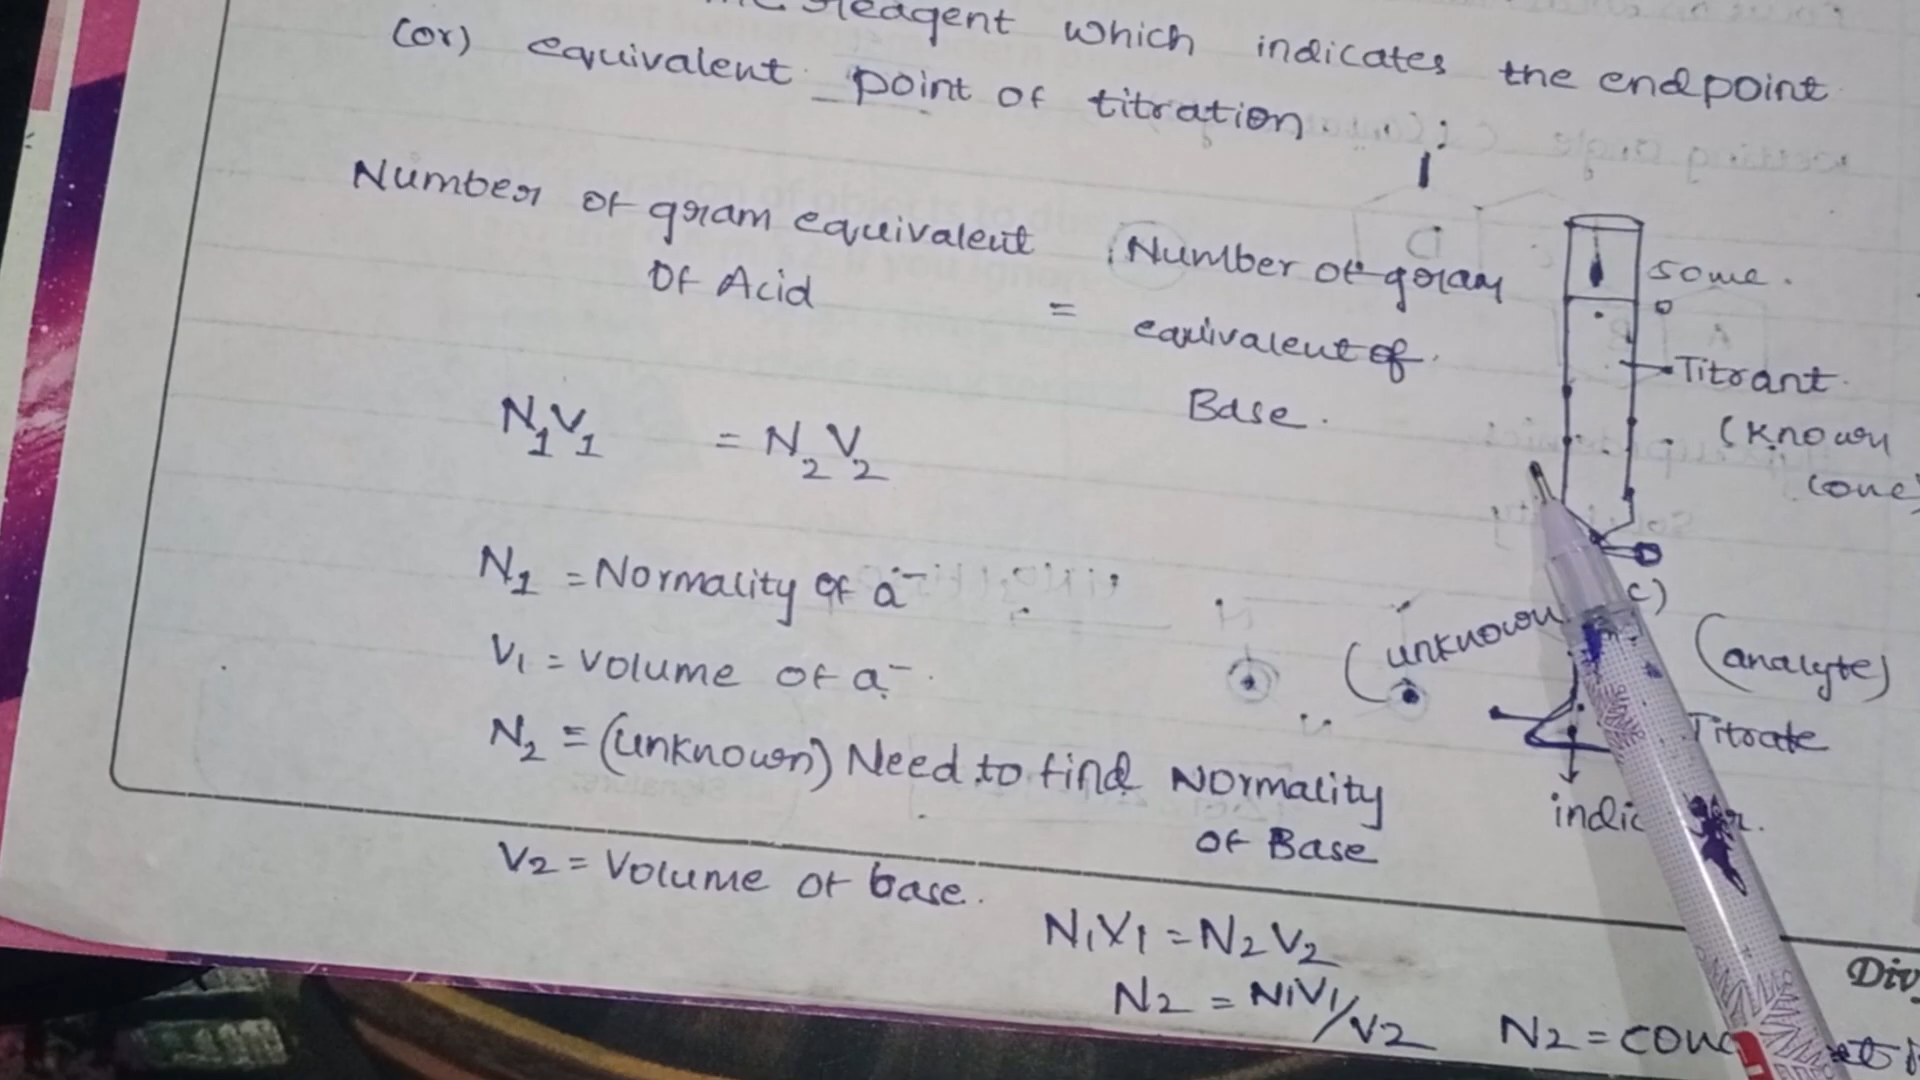 Reagent which indicates the endpoint
(or) equivalent point of titration.
Number of gram equivalent
Of Acid
=
Number of gram
equivalent of
Base.
some.
Titrant
(Known
conc)
N1V1 = N2V2
N1 = Normality of a-
V1 = Volume of a-.
N2 = (unknown) Need to find Normality
of Base
V2 = Volume of base.
(unknown
c)
(analyte)
Titrate
N1V1 = N2V2
N2 = N1V1/V2
N2 = conc
Div